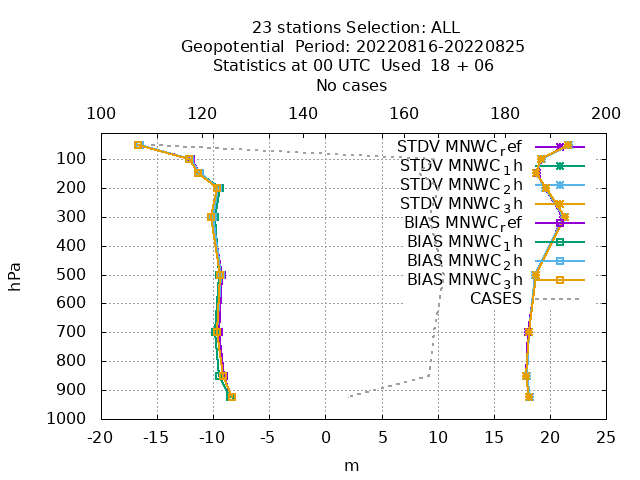 23 stations Selection: ALL
Geopotential  Period: 20220816-20220825
Statistics at 00 UTC  Used  18 + 06
No cases
100 120 140 160 180 200
STDV MNWC_ref
STDV MNWC_1h
STDV MNWC_2h
STDV MNWC_3h
BIAS MNWC_ref
BIAS MNWC_1h
BIAS MNWC_2h
BIAS MNWC_3h
CASES
100
200
300
400
500
600
700
800
900
1000
hPa
-20 -15 -10 -5 0 5 10 15 20 25
m